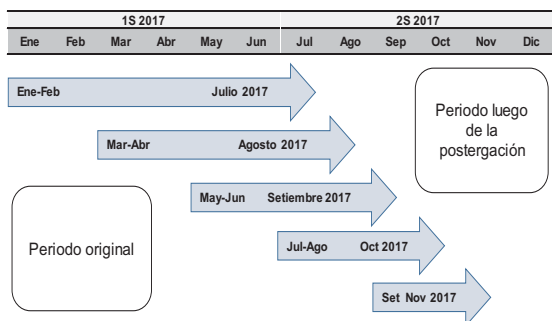 1S 2017 2S 2017
Ene Feb Mar Abr May Jun Jul Ago Sep Oct Nov Dic
Ene-Feb Julio 2017
Periodo luego
de la
postergación
Mar-Abr Agosto 2017
May-Jun Setiembre 2017
Periodo original
Jul-Ago Oct 2017
Set Nov 2017